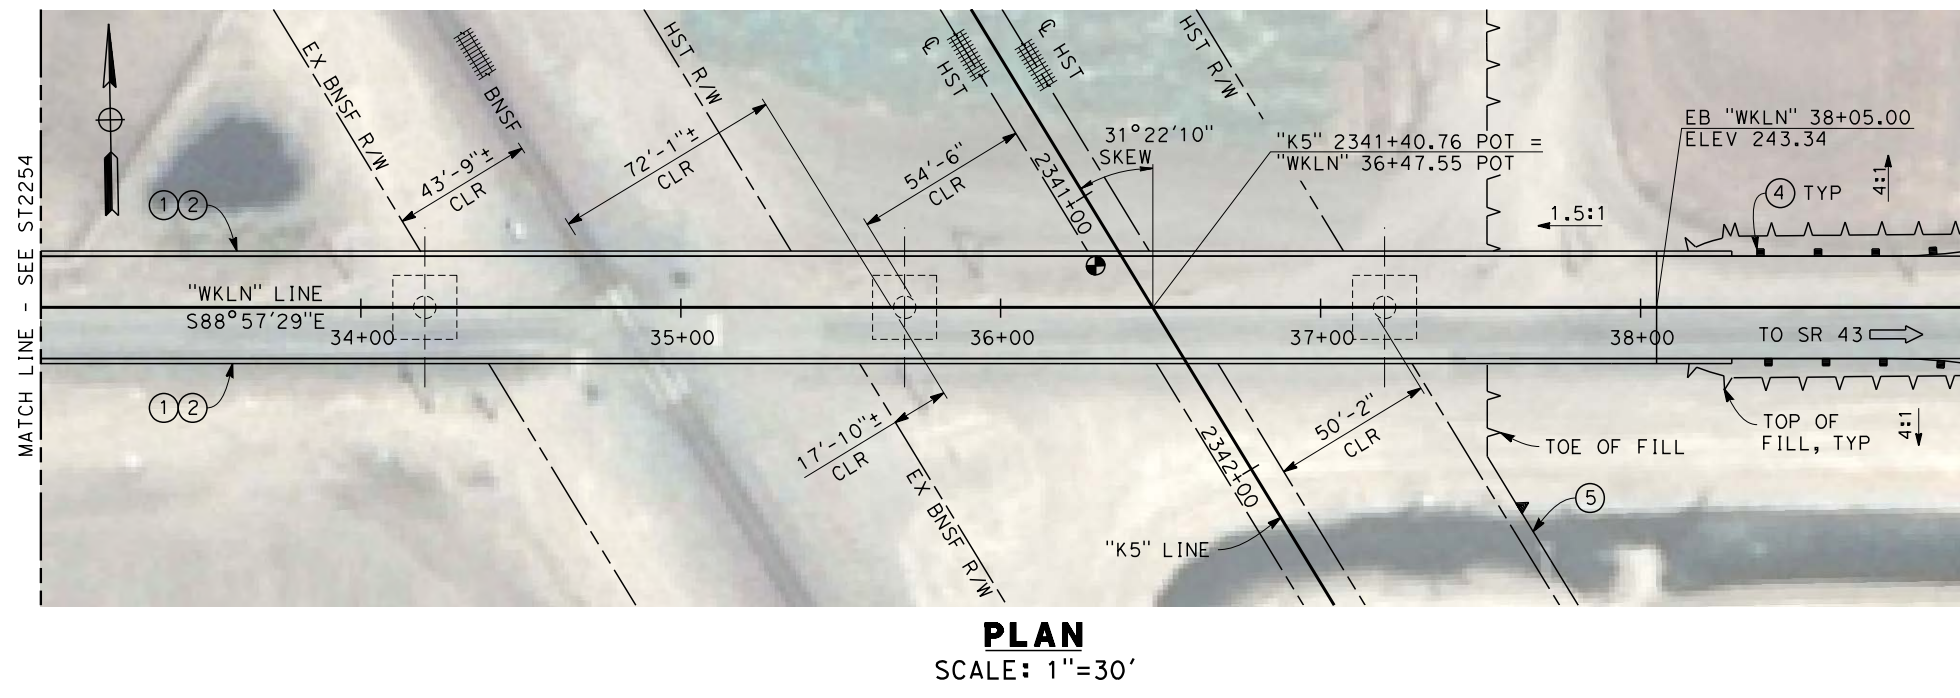 MATCH LINE - SEE ST2254
EX BNSF R/W
BNSF
HST R/W
℄ HST
℄ HST
HST R/W
43'-9"±
CLR
72'-1"±
CLR
54'-6"
CLR
2341+00
31°22'10"
SKEW
"K5" 2341+40.76 POT =
"WKLN" 36+47.55 POT
EB "WKLN" 38+05.00
ELEV 243.34
4 TYP
4:1
1.5:1
1 2
"WKLN" LINE
S88°57'29"E
34+00
35+00
36+00
37+00
38+00
TO SR 43
1 2
17'-10"±
CLR
EX BNSF R/W
2342+00
50'-2"
CLR
TOE OF FILL
TOP OF
FILL, TYP
4:1
5
"K5" LINE
PLAN
SCALE: 1"=30'